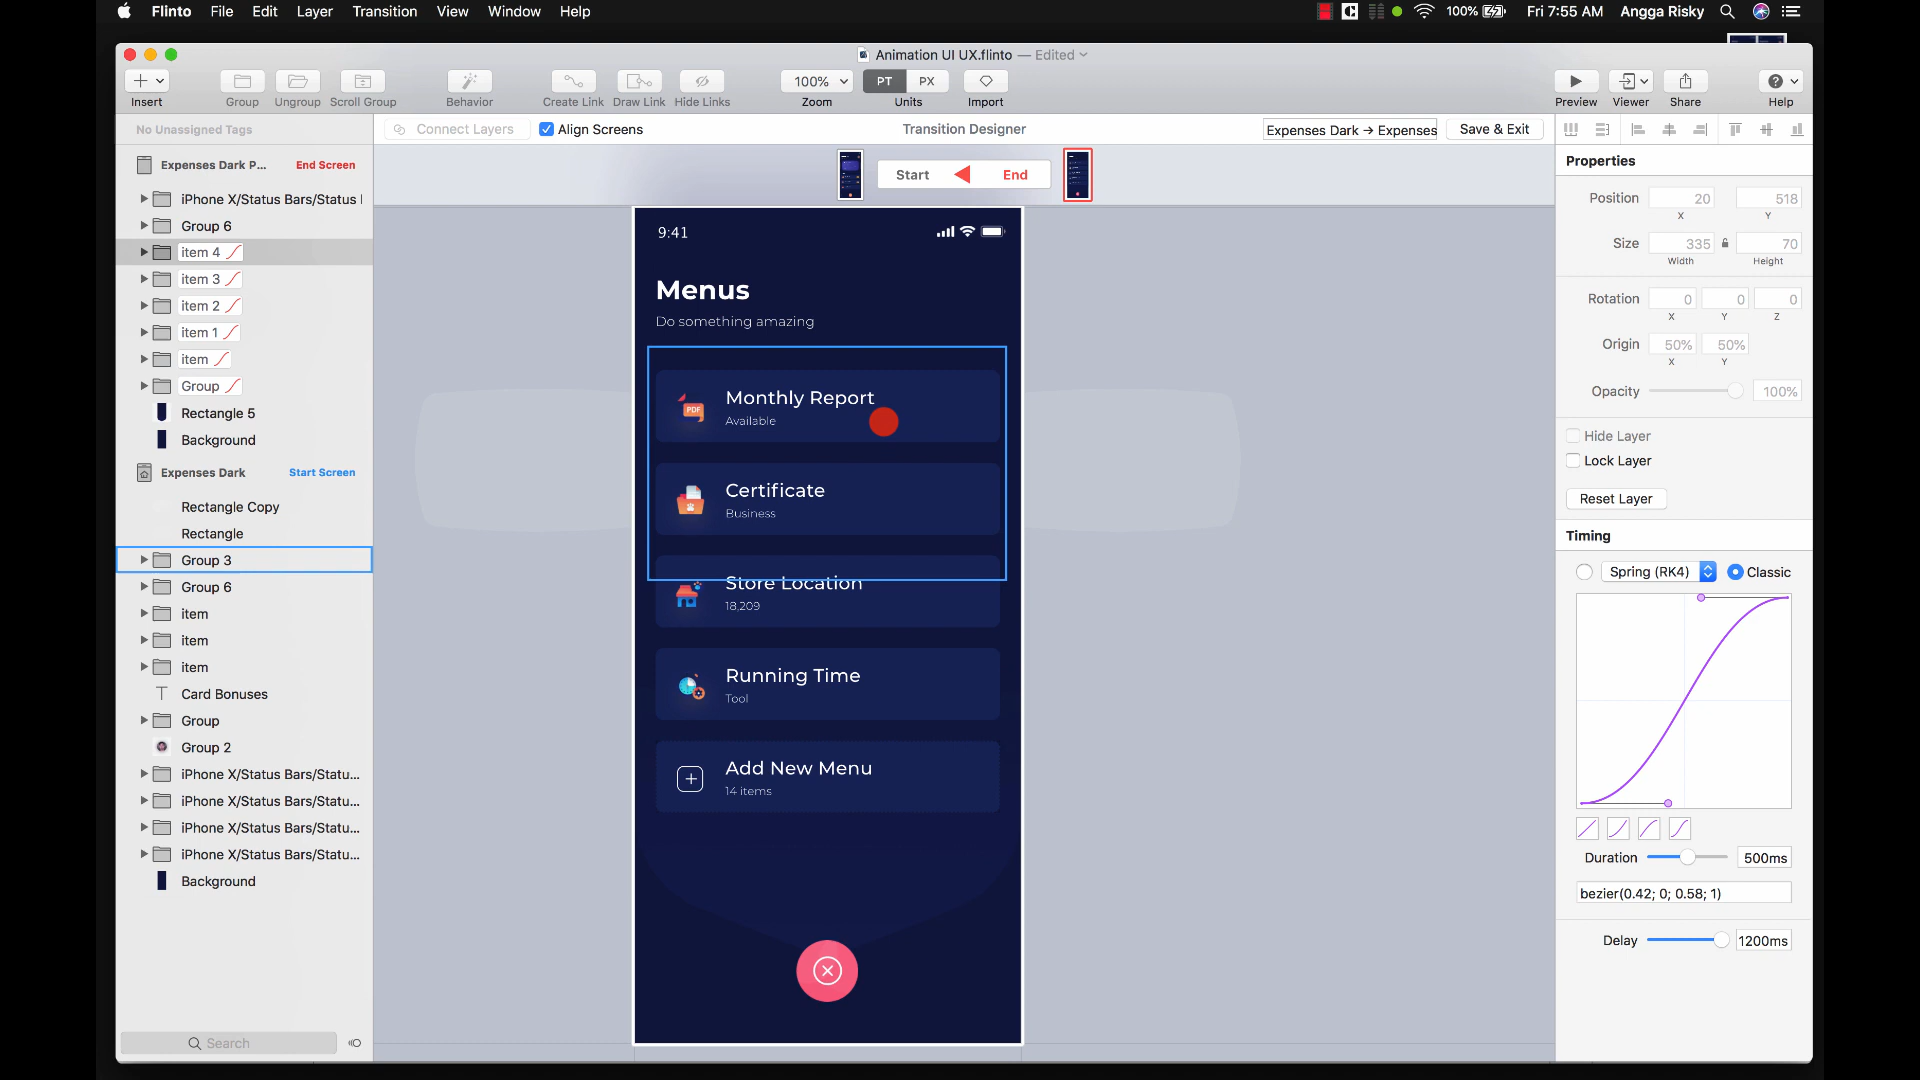 Flinto File Edit Layer Transition View Window Help
100% Fri 7:55 AM Angga Risky
Animation UI UX.flinto — Edited
Insert Group Ungroup Scroll Group Behavior Create Link Draw Link Hide Links
100% Zoom
PT PX Units
Import
Preview Viewer Share Help
No Unassigned Tags
Connect Layers
Align Screens
Transition Designer
Expenses Dark → Expenses
Save & Exit
Expenses Dark P... End Screen
iPhone X/Status Bars/Status
Group 6
item 4
item 3
item 2
item 1
item
Group
Rectangle 5
Background
Expenses Dark Start Screen
Rectangle Copy
Rectangle
Group 3
Group 6
item
item
item
Card Bonuses
Group
Group 2
iPhone X/Status Bars/Statu...
iPhone X/Status Bars/Statu...
iPhone X/Status Bars/Statu...
iPhone X/Status Bars/Statu...
Background
Search
Start End
9:41
Menus
Do something amazing
Monthly Report
PDF
Available
Certificate
Business
Store Location
18,209
Running Time
Tool
Add New Menu
14 items
Properties
Position 20 518
X Y
Size 335 70
Width Height
Rotation 0 0 0
X Y Z
Origin 50% 50%
X Y
Opacity 100%
Hide Layer
Lock Layer
Reset Layer
Timing
Spring (RK4) Classic
Duration 500ms
bezier(0.42; 0; 0.58; 1)
Delay 1200ms